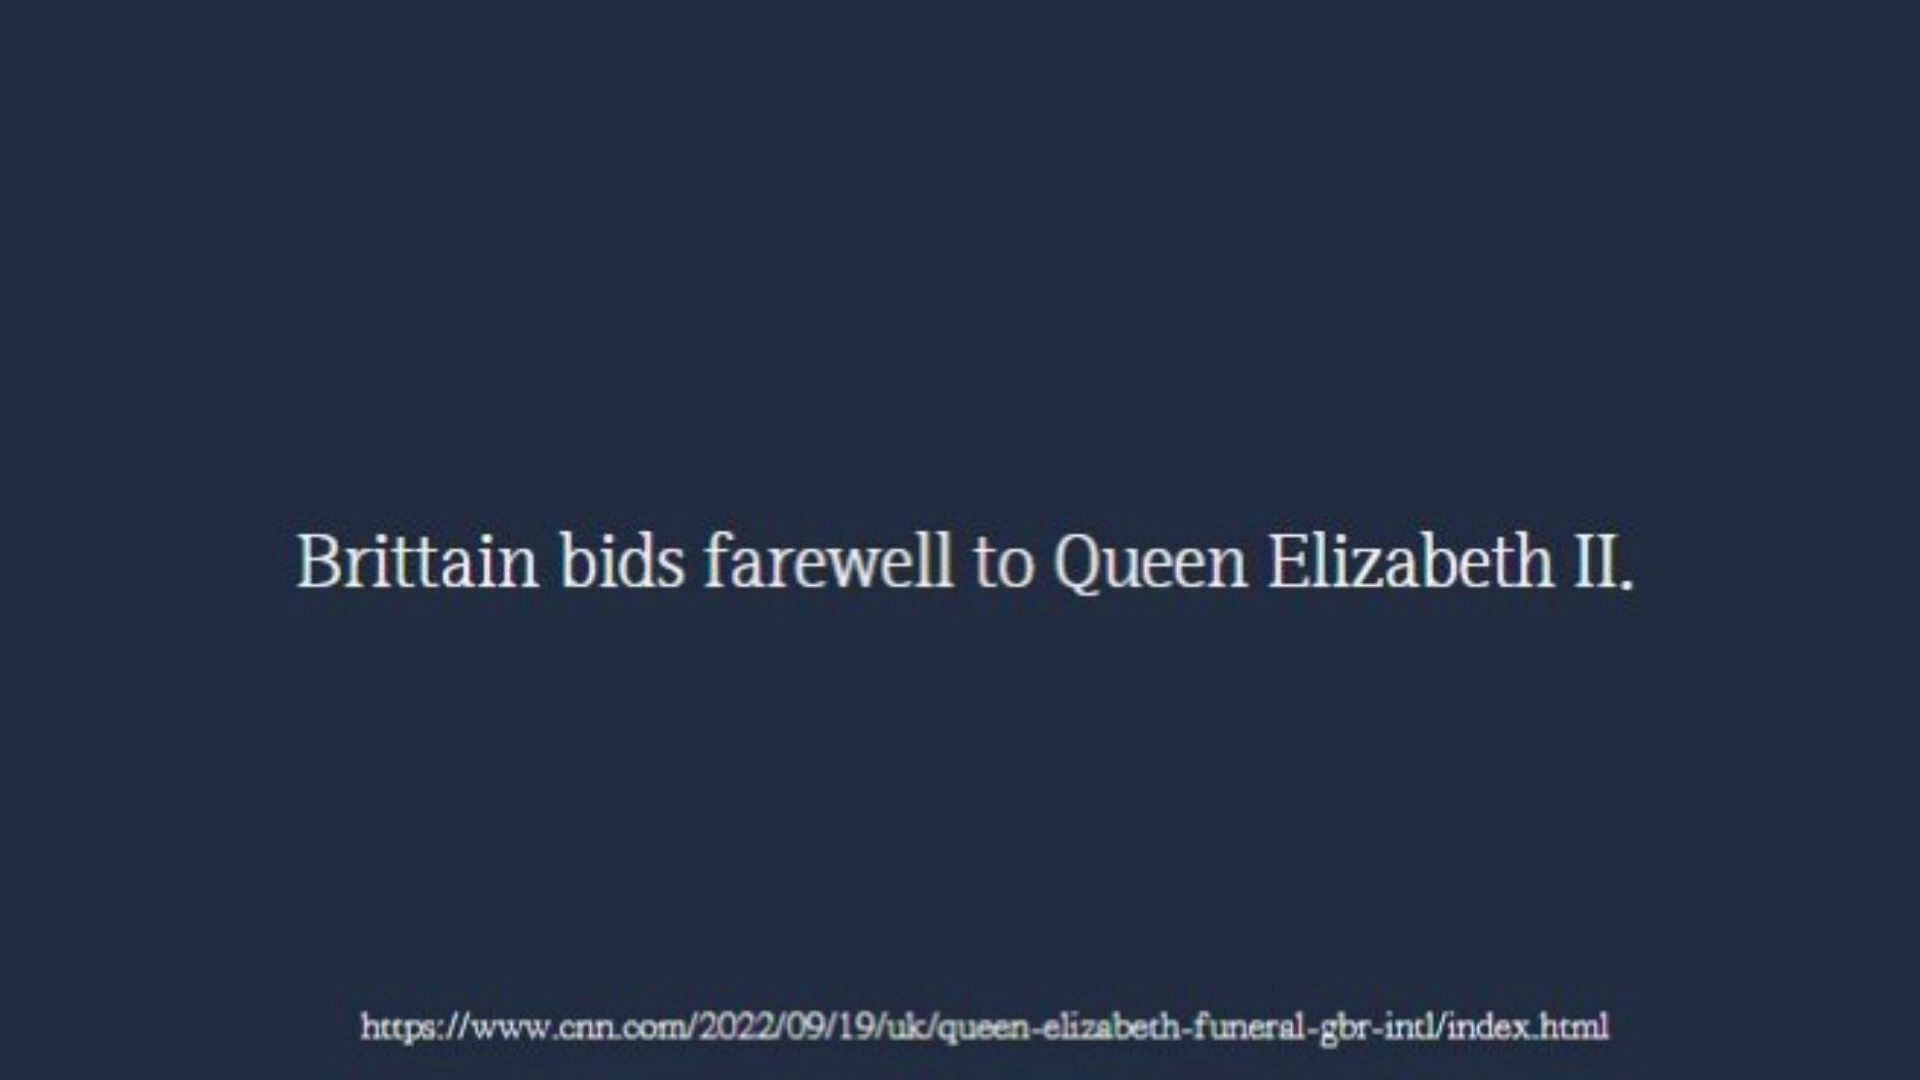 Brittain bids farewell to Queen Elizabeth II.
https://www.cnn.com/2022/09/19/uk/queen-elizabeth-funeral-gbr-intl/index.html